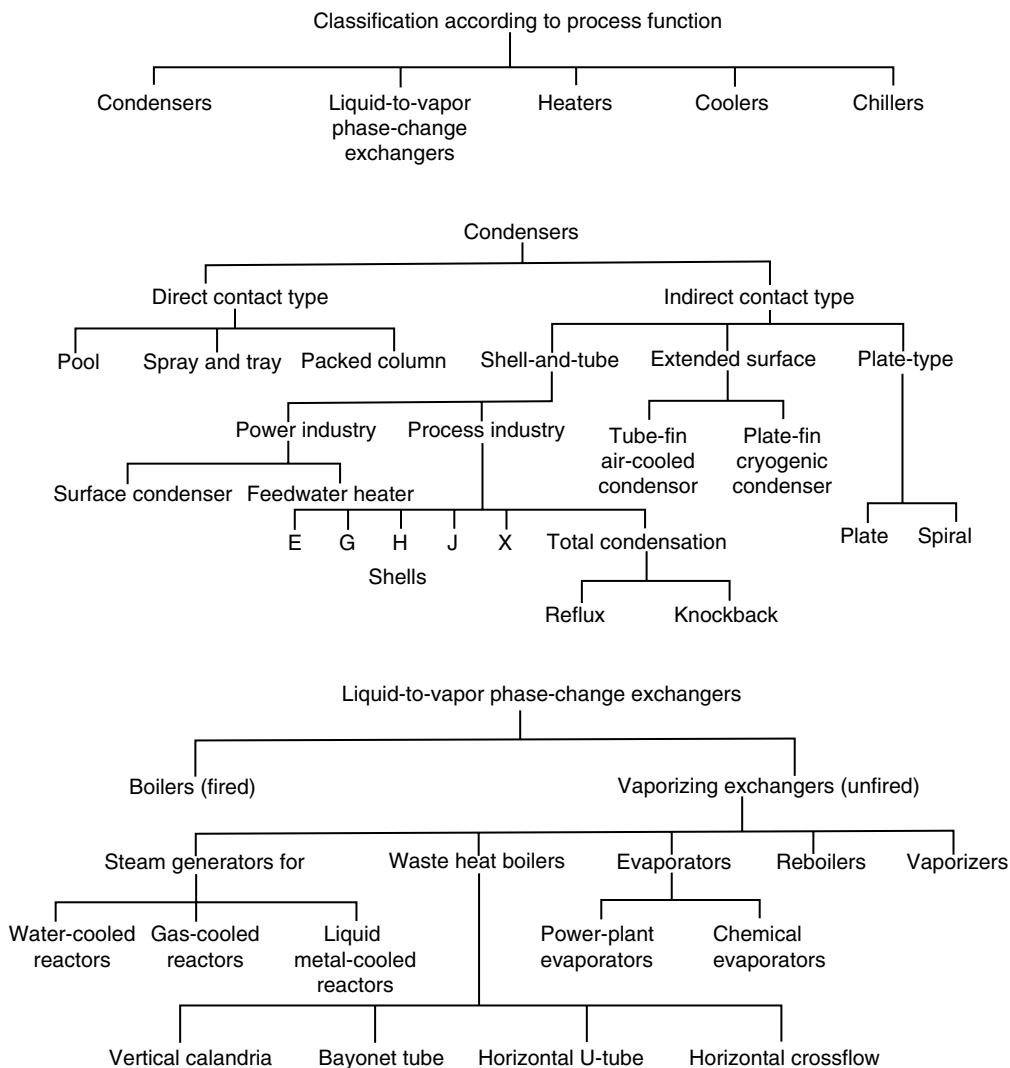 Classification according to process function
Condensers
Liquid-to-vapor
phase-change
exchangers
Heaters
Coolers
Chillers
Condensers
Direct contact type
Indirect contact type
Pool
Spray and tray
Packed column
Shell-and-tube
Extended surface
Plate-type
Power industry
Process industry
Tube-fin
air-cooled
condensor
Plate-fin
cryogenic
condenser
Surface condenser
Feedwater heater
Plate
Spiral
E
G
H
J
X
Total condensation
Shells
Reflux
Knockback
Liquid-to-vapor phase-change exchangers
Boilers (fired)
Vaporizing exchangers (unfired)
Steam generators for
Waste heat boilers
Evaporators
Reboilers
Vaporizers
Water-cooled
reactors
Gas-cooled
reactors
Liquid
metal-cooled
reactors
Power-plant
evaporators
Chemical
evaporators
Vertical calandria
Bayonet tube
Horizontal U-tube
Horizontal crossflow